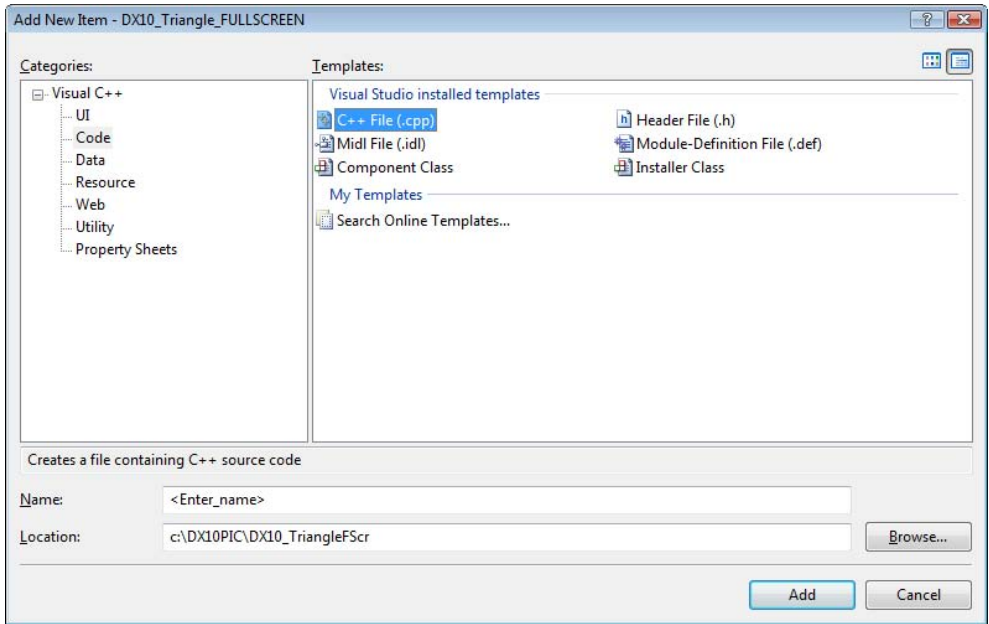 Add New Item - DX10_Triangle_FULLSCREEN
Categories:
Templates:
Visual C++
UI
Code
Data
Resource
Web
Utility
Property Sheets
Visual Studio installed templates
C++ File (.cpp)
Header File (.h)
Midl File (.idl)
Module-Definition File (.def)
Component Class
Installer Class
My Templates
Search Online Templates...
Creates a file containing C++ source code
Name:
<Enter_name>
Location:
c:\DX10PIC\DX10_TriangleFScr
Browse...
Add
Cancel